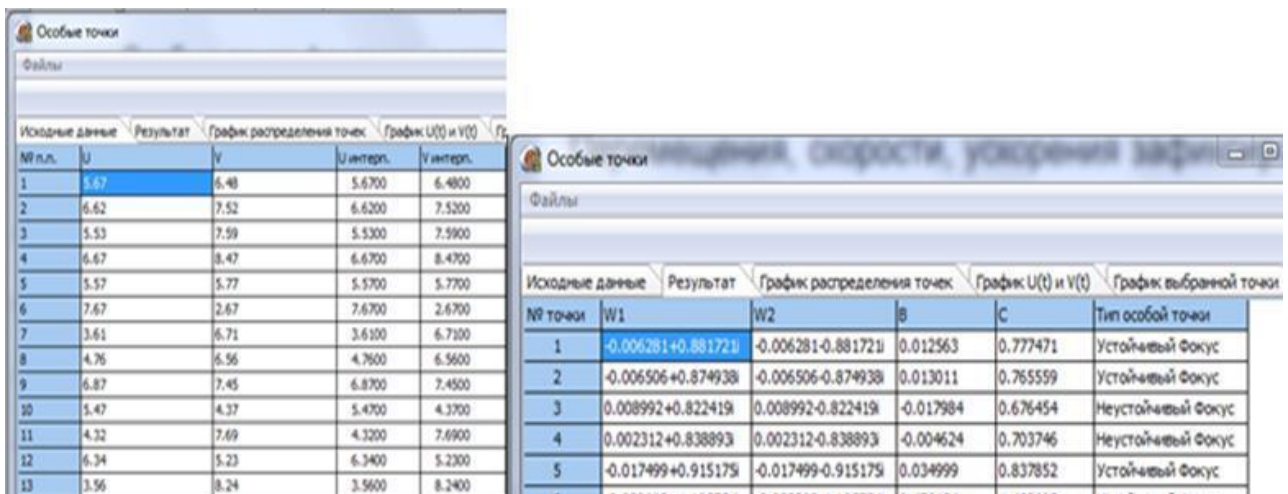 Особые точки
Файлы
Исходные данные Результат График распределения точек График U(t) и V(t)
№ п.п. U V U интерп. V интерп.
1 5.67 6.48 5.6700 6.4800
2 6.62 7.52 6.6200 7.5200
3 5.53 7.59 5.5300 7.5900
4 6.67 8.47 6.6700 8.4700
5 5.57 5.77 5.5700 5.7700
6 7.67 2.67 7.6700 2.6700
7 3.61 6.71 3.6100 6.7100
8 4.76 6.56 4.7600 6.5600
9 6.87 7.45 6.8700 7.4500
10 5.47 4.37 5.4700 4.3700
11 4.32 7.69 4.3200 7.6900
12 6.34 5.23 6.3400 5.2300
13 3.56 8.24 3.5600 8.2400
Особые точки
скорости, ускорения
Файлы
Исходные данные Результат График распределения точек График U(t) и V(t) График выбранной точки
№ точки W1 W2 B C Тип особой точки
1 -0.006281+0.881721i -0.006281-0.881721i 0.012563 0.777471 Устойчивый Фокус
2 -0.006506+0.874938i -0.006506-0.874938i 0.013011 0.765559 Устойчивый Фокус
3 0.008992+0.822419i 0.008992-0.822419i -0.017984 0.676454 Неустойчивый Фокус
4 0.002312+0.838893i 0.002312-0.838893i -0.004624 0.703746 Неустойчивый Фокус
5 -0.017499+0.915175i -0.017499-0.915175i 0.034999 0.837852 Устойчивый Фокус